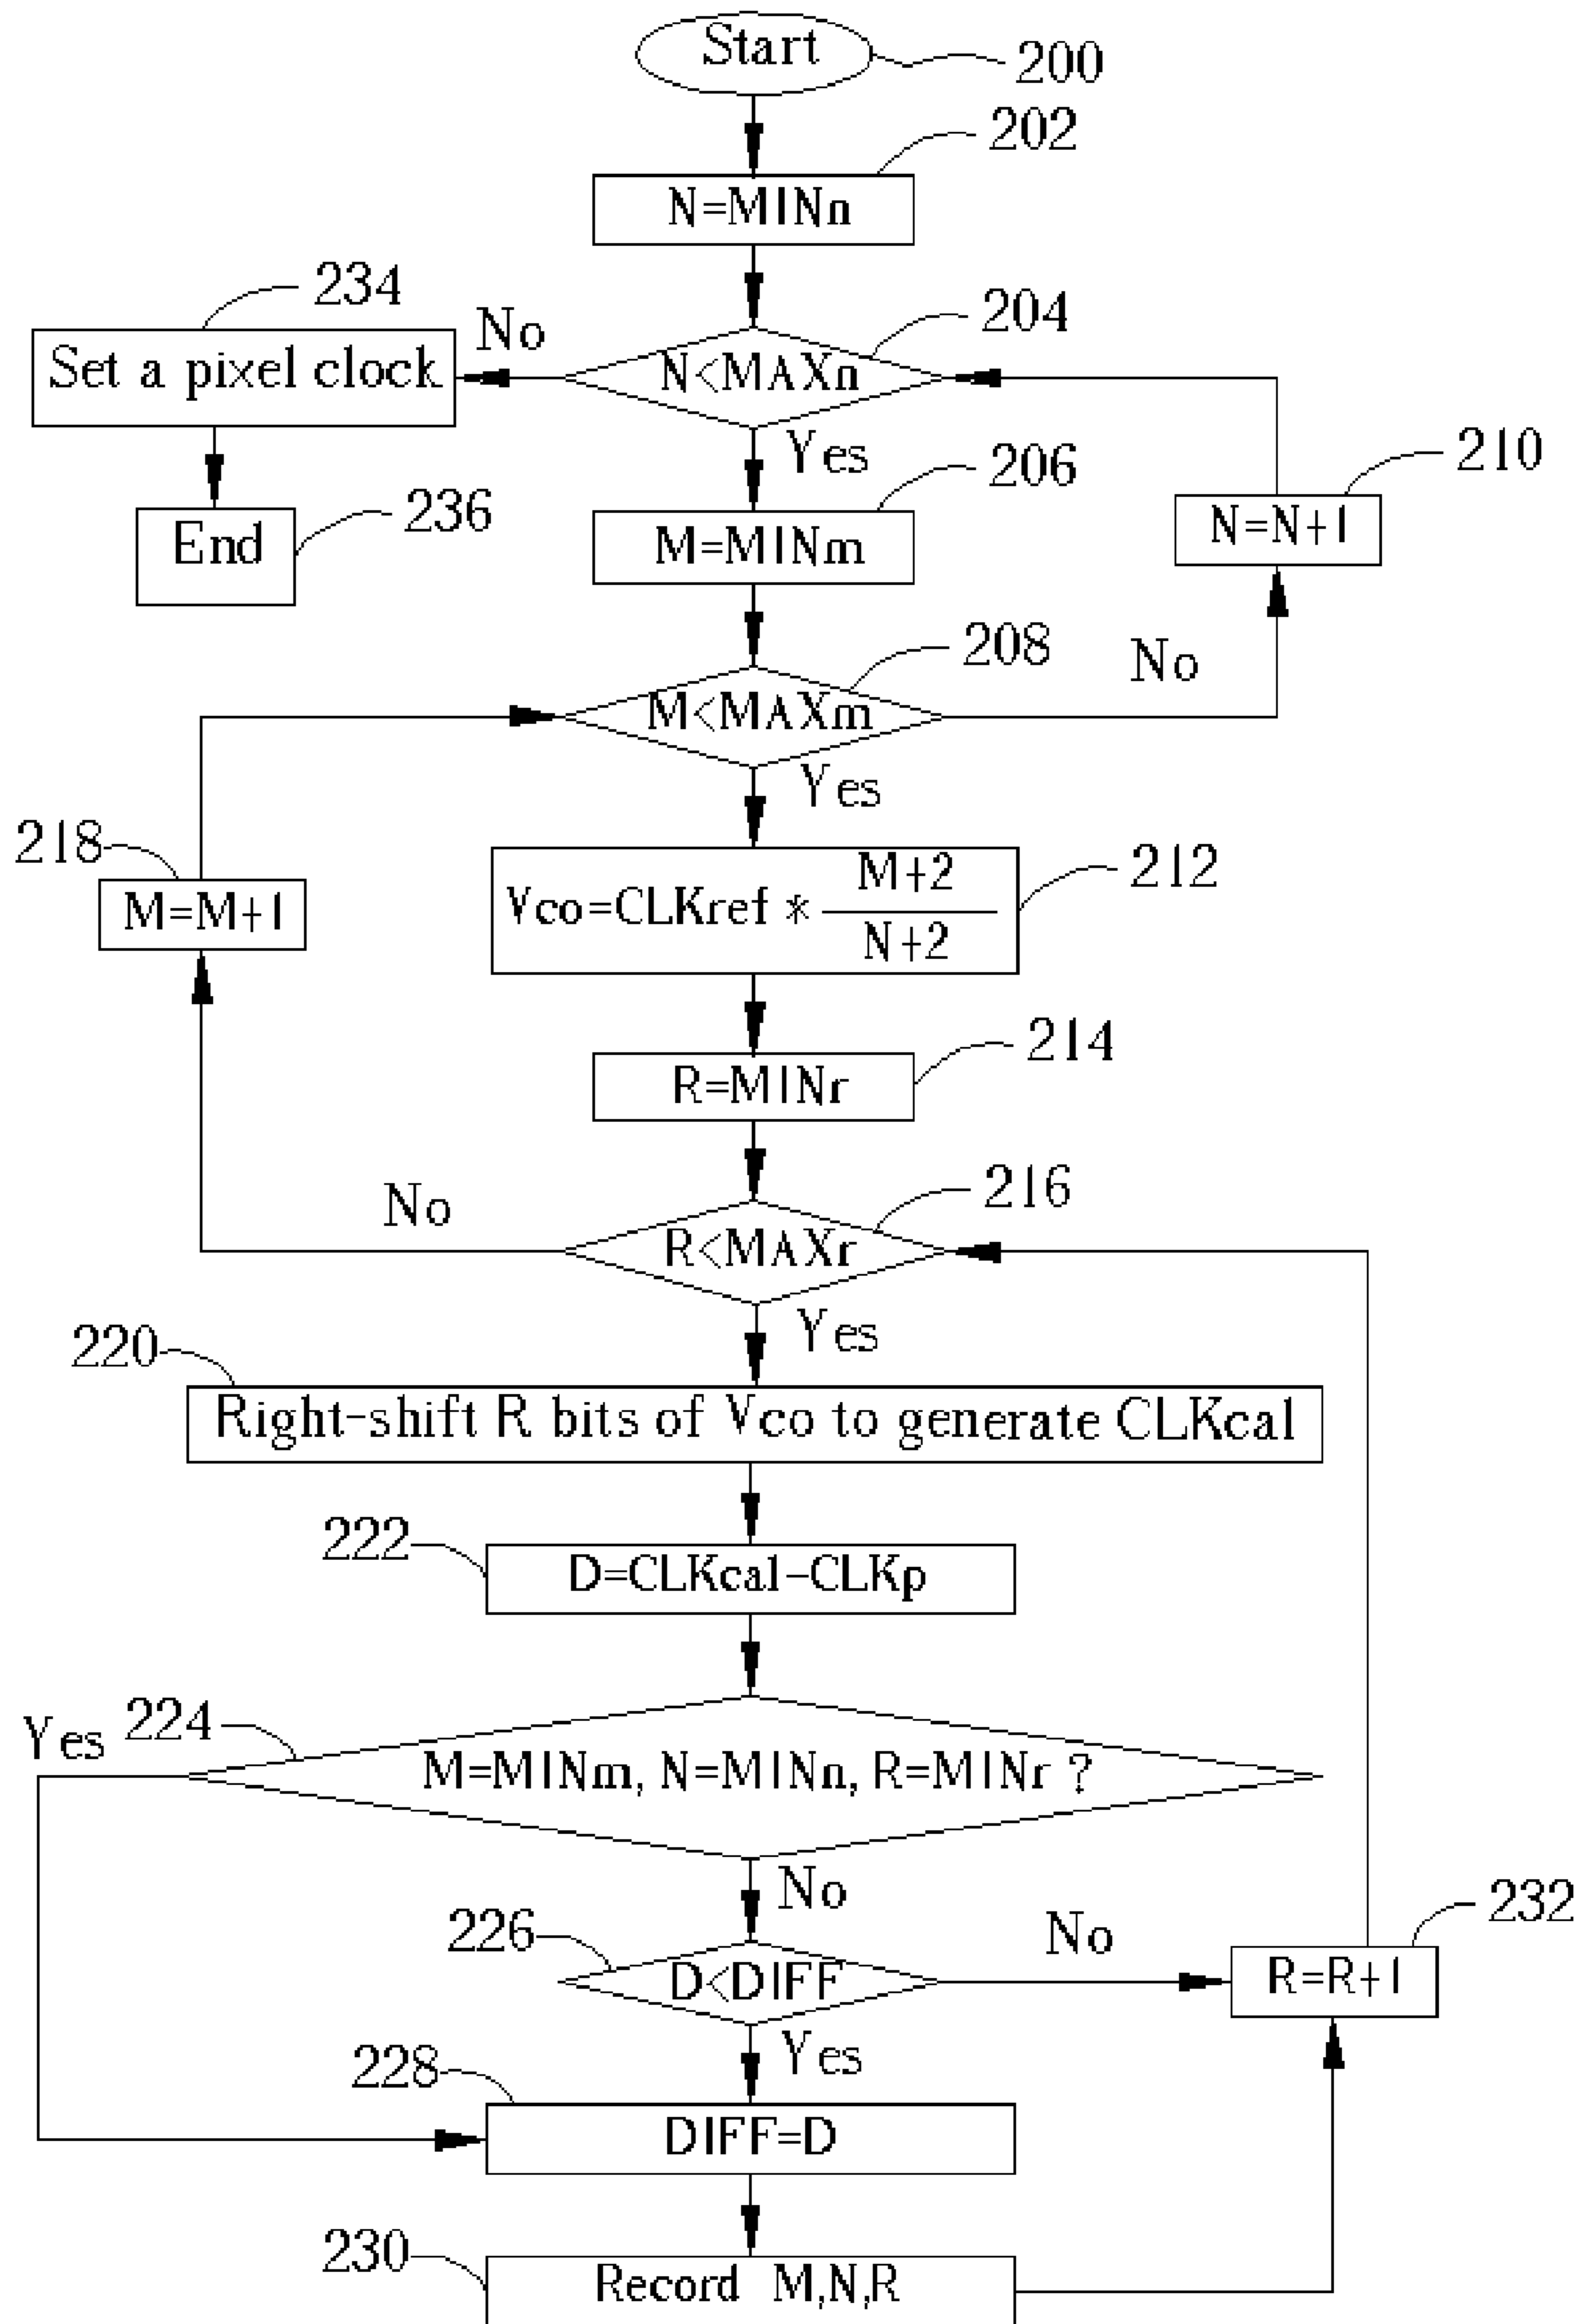 Start
200
202
N=MINn
234
204
No
Set a pixel clock
N<MAXn
Yes
206
210
236
End
M=MINm
N=N+1
208
No
M<MAXm
Yes
218
212
M=M+1
Vco=CLKref * M+2
N+2
214
R=MINr
216
No
R<MAXr
Yes
220
Right-shift R bits of Vco to generate CLKcal
222
D=CLKcal-CLKp
Yes
224
M=MINm, N=MINn, R=MINr ?
No
226
No
232
D<DIFF
R=R+1
Yes
228
DIFF=D
230
Record M,N,R